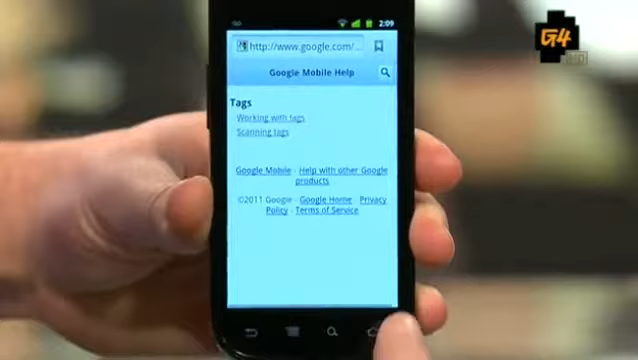 2:09
G4
http://www.google.com/...
Google Mobile Help
Tags
Working with tags
Scanning tags
Google Mobile - Help with other Google
products
©2011 Google - Google Home - Privacy
Policy - Terms of Service